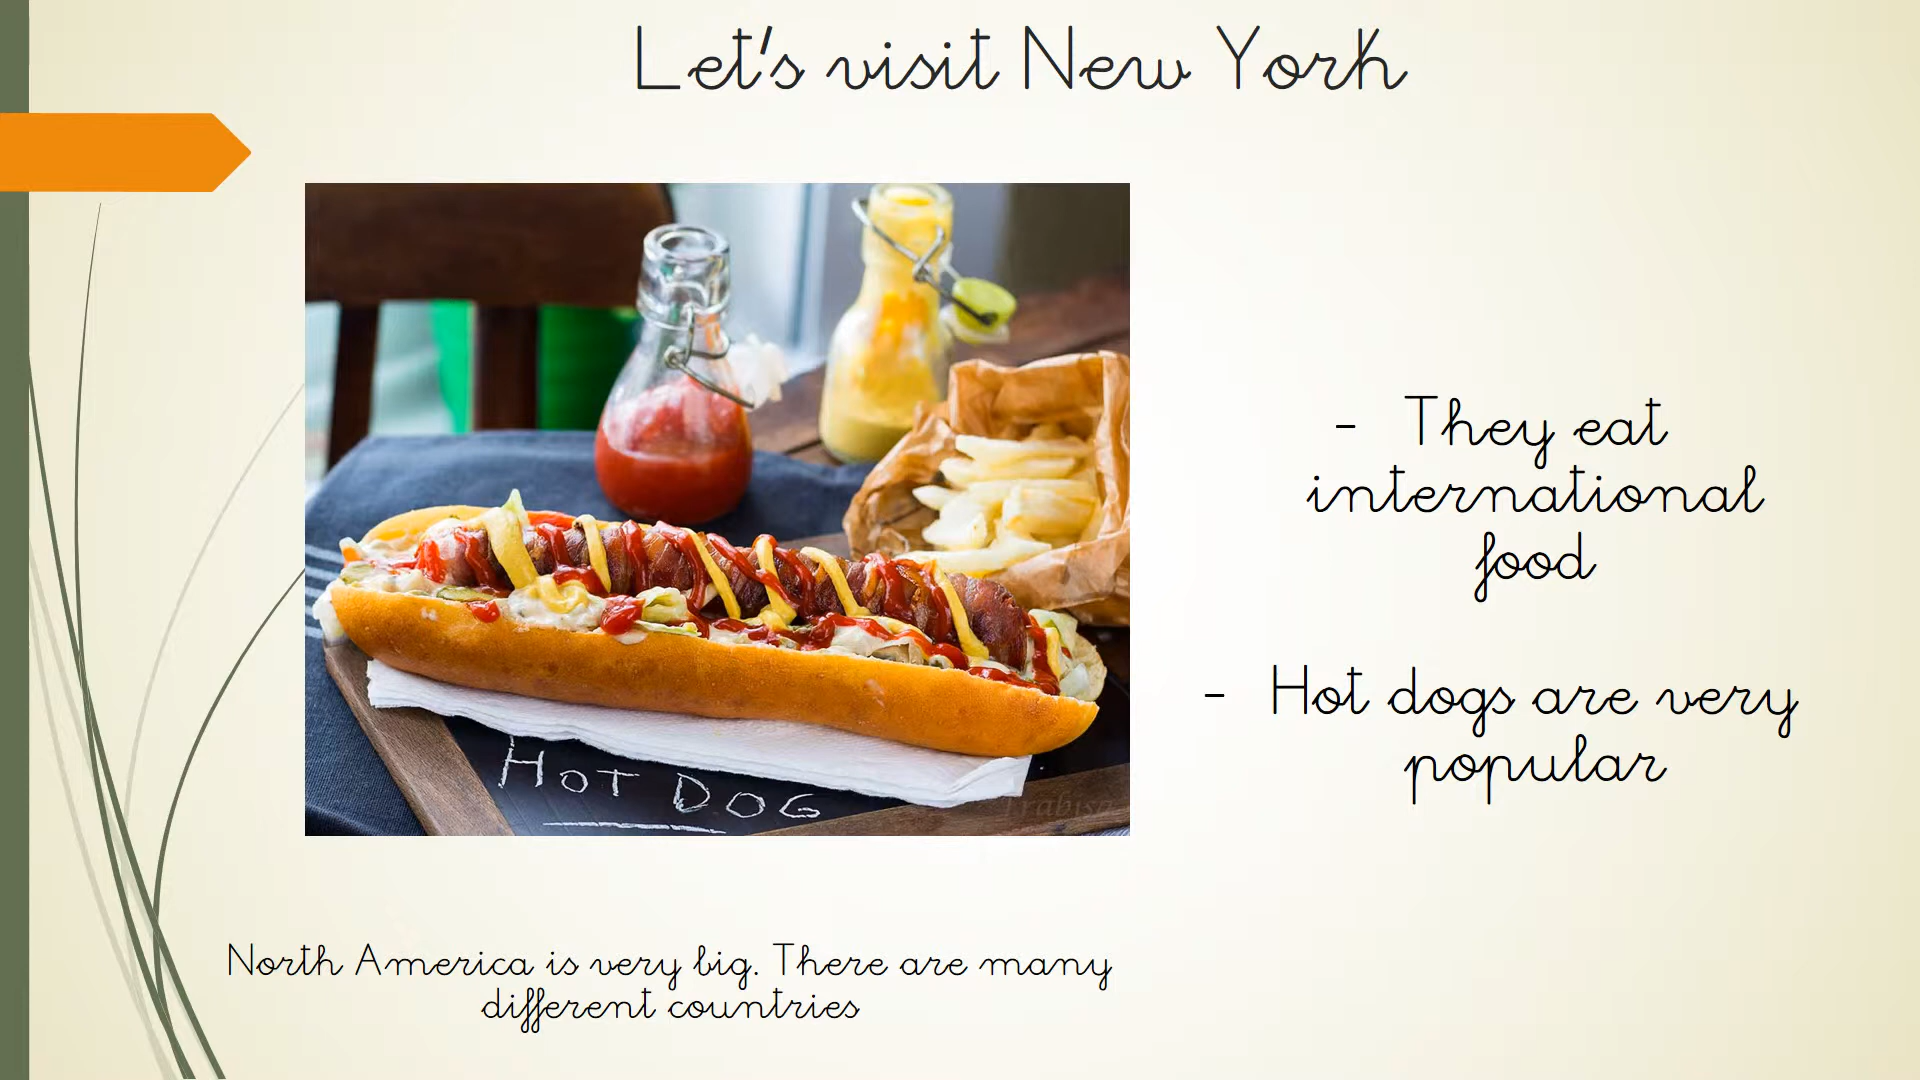 Let's visit New York
- They eat
international
food
- Hot dogs are very
popular
HOT DOG
North America is very big. There are many
different countries